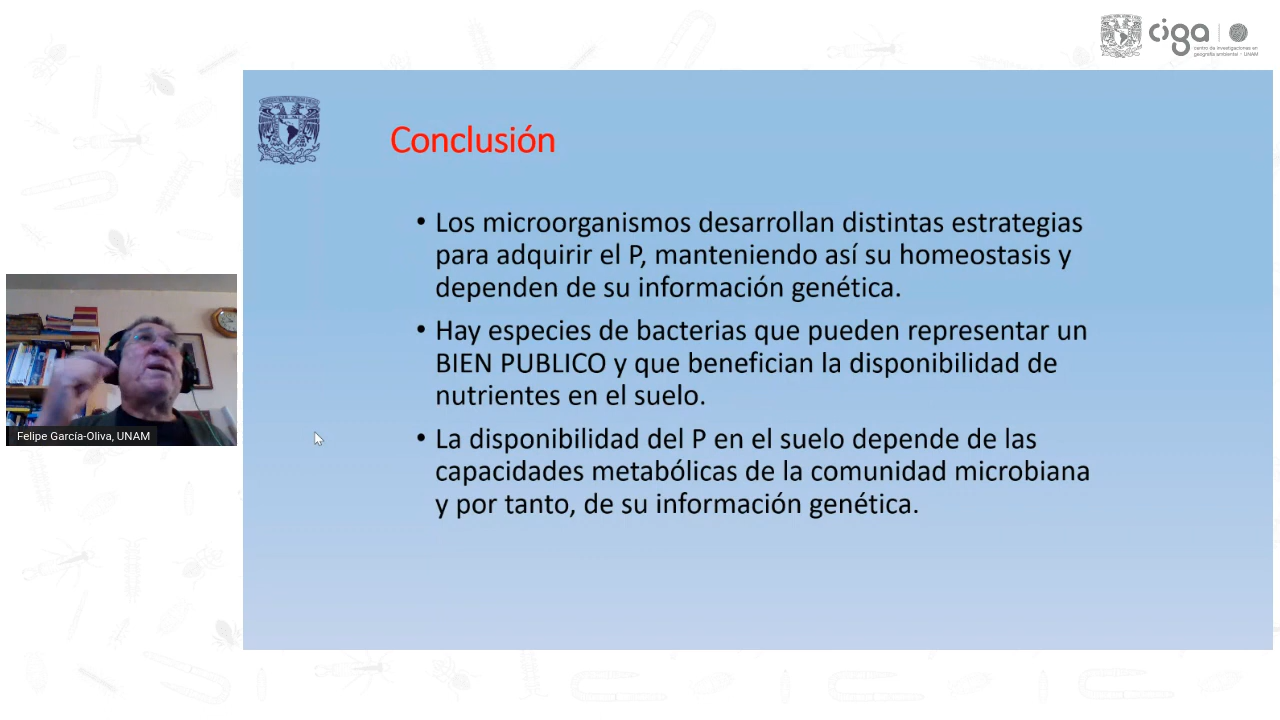 ciga
centro de investigaciones en
geografía ambiental - UNAM
Conclusión
• Los microorganismos desarrollan distintas estrategias
para adquirir el P, manteniendo así su homeostasis y
dependen de su información genética.
• Hay especies de bacterias que pueden representar un
BIEN PUBLICO y que benefician la disponibilidad de
nutrientes en el suelo.
• La disponibilidad del P en el suelo depende de las
capacidades metabólicas de la comunidad microbiana
y por tanto, de su información genética.
Felipe García-Oliva, UNAM